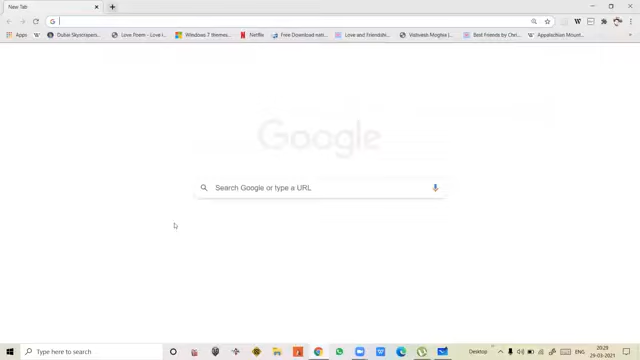 New Tab
Apps
Dubai Skyscrapers...
Love Poem - Love I...
Windows 7 themes...
Netflix
Free Download nati...
Love and Friendshi...
Best Friends by Chri...
Appalachian Mount...
Google
Search Google or type a URL
Type here to search
Desktop
ENG
20:29
29-03-2021